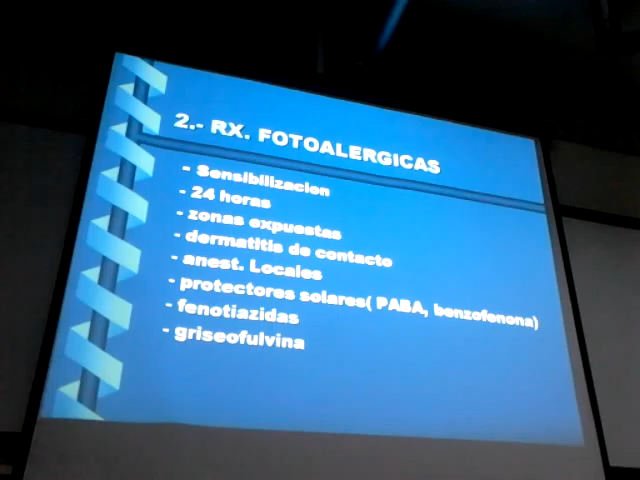 2.- RX. FOTOALERGICAS
- Sensibilizacion
- 24 horas
- zonas expuestas
- dermatitis de contacto
- anest. Locales
- protectores solares( PABA, benzofenona)
- fenotiazidas
- griseofulvina